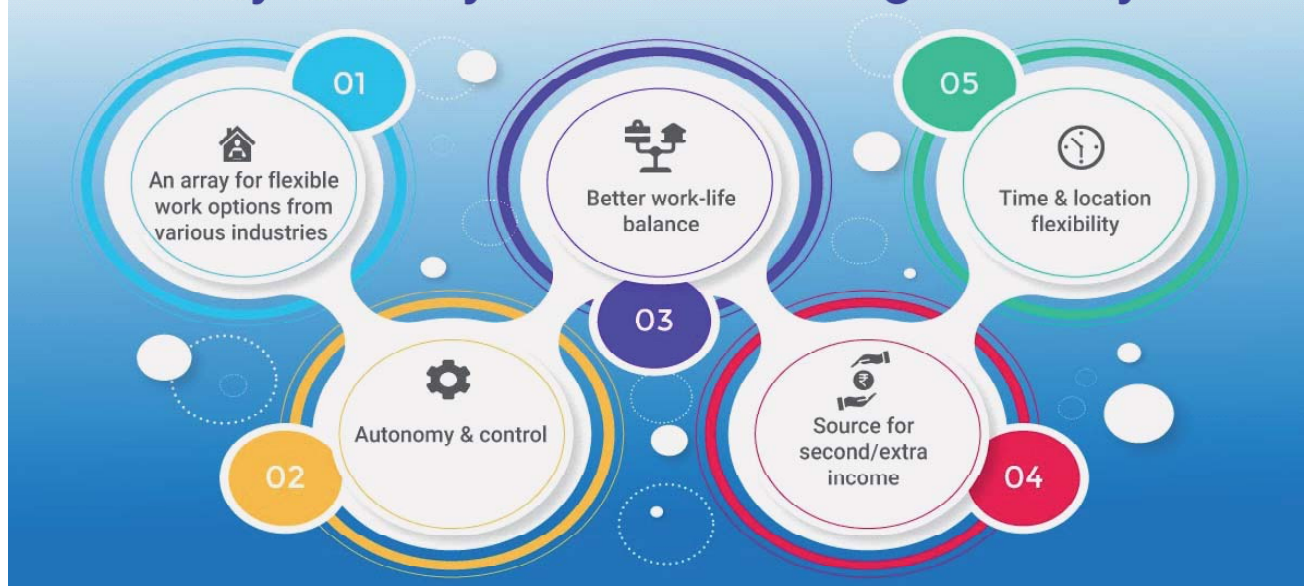 01
An array for flexible
work options from
various industries
02
Autonomy & control
03
Better work-life
balance
04
Source for
second/extra
income
₹
05
Time & location
flexibility